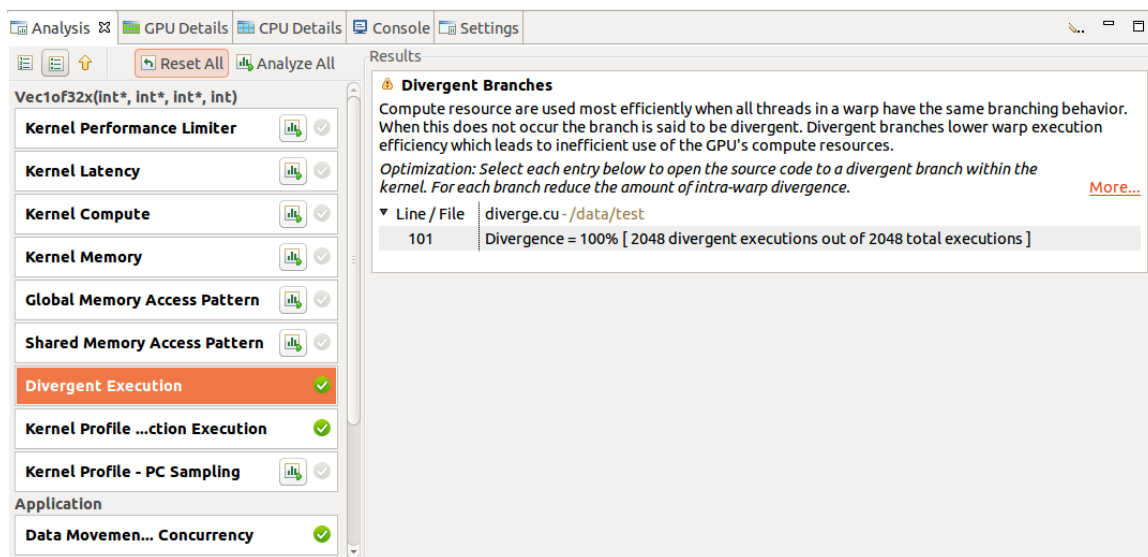 Analysis GPU Details CPU Details Console Settings
Reset All Analyze All
Vec1of32x(int*, int*, int*, int)
Kernel Performance Limiter
Kernel Latency
Kernel Compute
Kernel Memory
Global Memory Access Pattern
Shared Memory Access Pattern
Divergent Execution
Kernel Profile ...ction Execution
Kernel Profile - PC Sampling
Application
Data Movemen... Concurrency
Results
Divergent Branches
Compute resource are used most efficiently when all threads in a warp have the same branching behavior.
When this does not occur the branch is said to be divergent. Divergent branches lower warp execution
efficiency which leads to inefficient use of the GPU's compute resources.
Optimization: Select each entry below to open the source code to a divergent branch within the
kernel. For each branch reduce the amount of intra-warp divergence. More...
Line / File diverge.cu - /data/test
101 Divergence = 100% [ 2048 divergent executions out of 2048 total executions ]